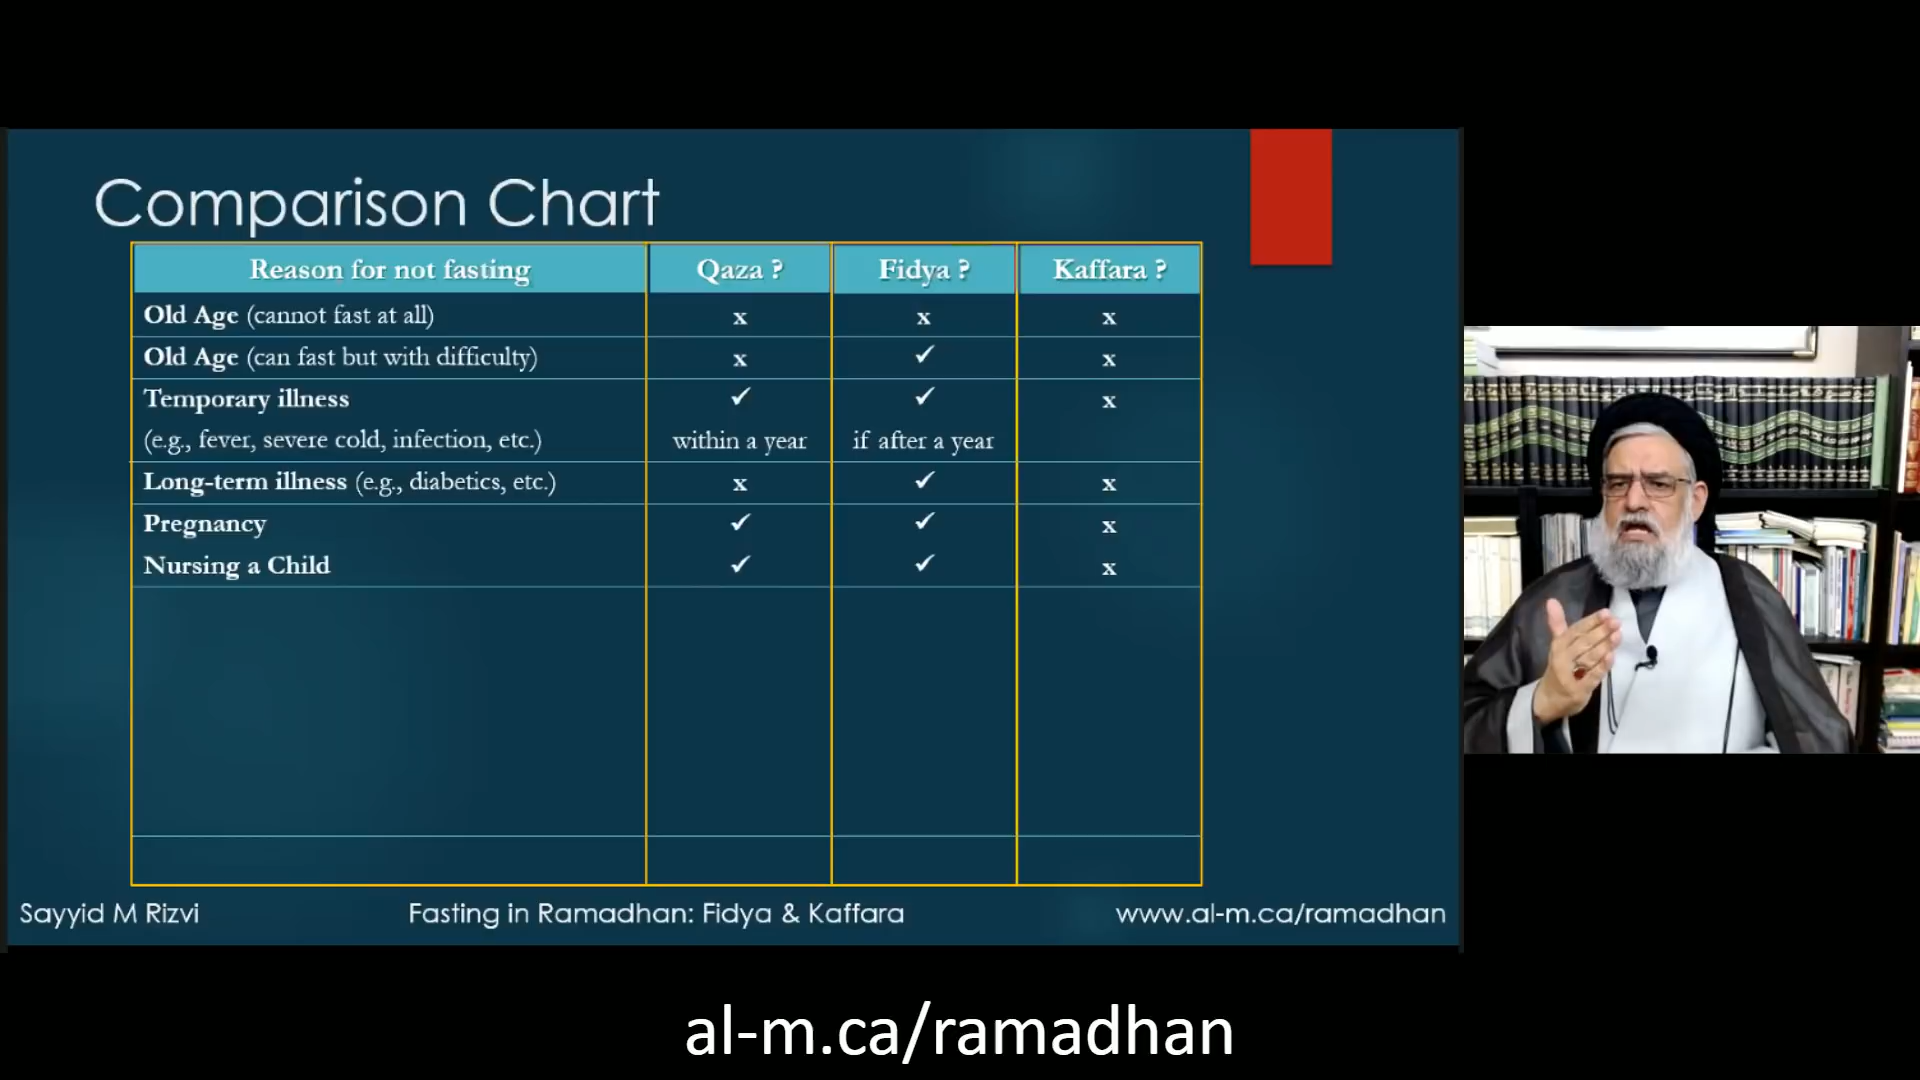 Comparison Chart
Reason for not fasting Qaza ? Fidya ? Kaffara ?
Old Age (cannot fast at all) x x x
Old Age (can fast but with difficulty) x ✓ x
Temporary illness ✓ ✓ x
(e.g., fever, severe cold, infection, etc.) within a year if after a year
Long-term illness (e.g., diabetics, etc.) x ✓ x
Pregnancy ✓ ✓ x
Nursing a Child ✓ ✓ x
Sayyid M Rizvi Fasting in Ramadhan: Fidya & Kaffara www.al-m.ca/ramadhan
al-m.ca/ramadhan